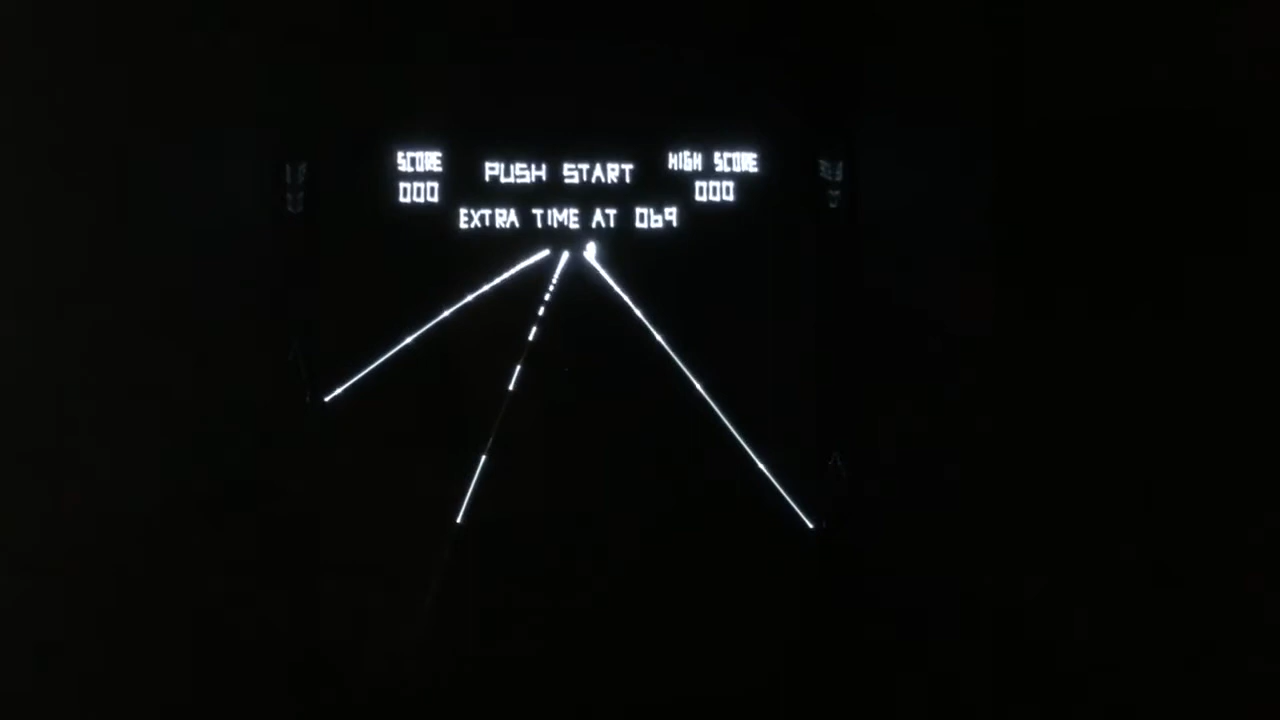 SCORE
PUSH START
HIGH SCORE
000
000
EXTRA TIME AT 069